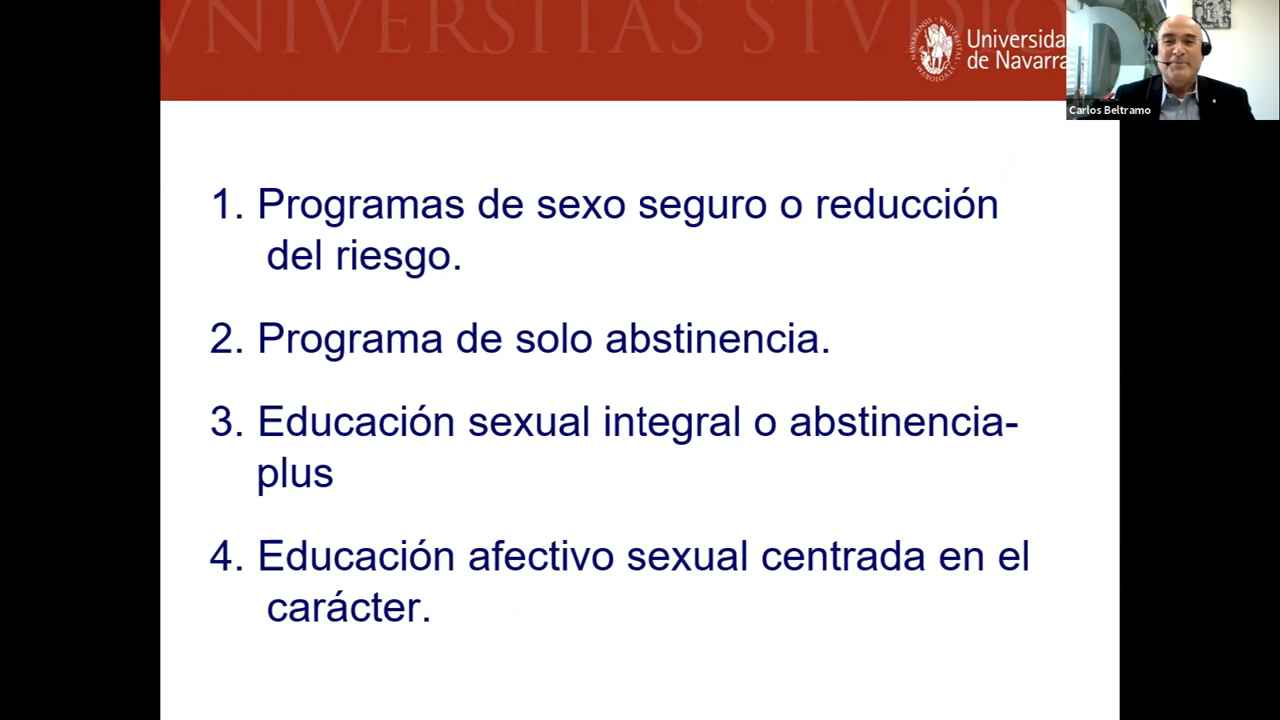 VNIVERSITAS STVDIO
Universida
de Navarra
Carlos Beltramo
1. Programas de sexo seguro o reducción
del riesgo.
2. Programa de solo abstinencia.
3. Educación sexual integral o abstinencia-
plus
4. Educación afectivo sexual centrada en el
carácter.